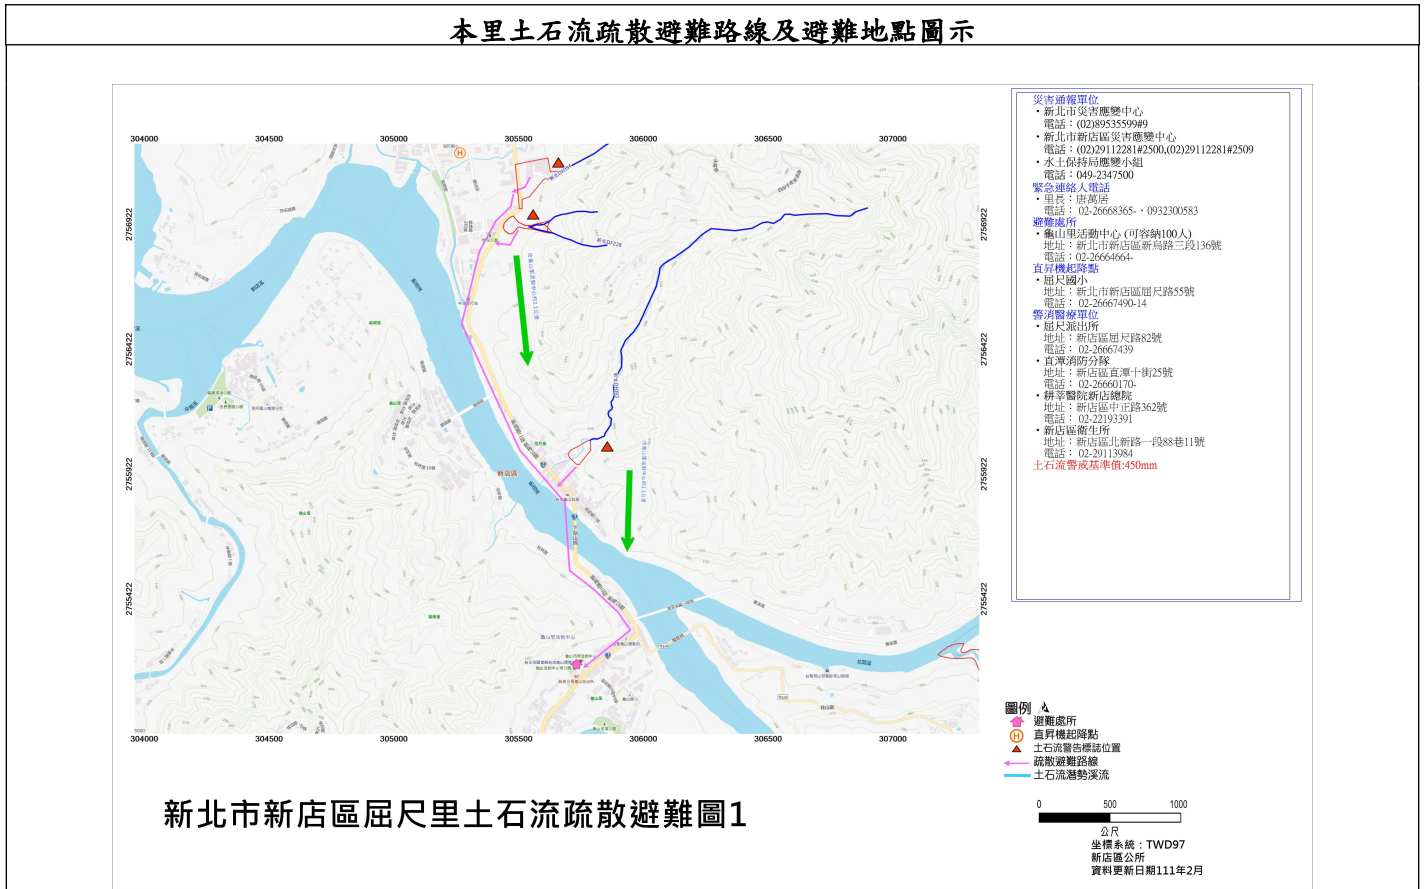 本里土石流疏散避難路線及避難地點圖示
災害通報單位
・新北市災害應變中心
電話：(02)89535599#9
・新北市新店區災害應變中心
電話：(02)29112281#2500,(02)29112281#2509
・水土保持局應變小組
電話：049-2347500
緊急連絡人電話
・里長：唐萬居
電話： 02-26668365-、0932300583
避難處所
・龜山里活動中心 (可容納100人)
地址：新北市新店區新烏路三段136號
電話：02-26664664-
直昇機起降點
・屈尺國小
地址：新北市新店區屈尺路55號
電話： 02-26667490-14
警消醫療單位
・屈尺派出所
地址：新店區屈尺路82號
電話： 02-26667439
・直潭消防分隊
地址：新店區直潭十街25號
電話： 02-26660170-
・耕莘醫院新店總院
地址：新店區中正路362號
電話： 02-22193391
・新店區衛生所
地址：新店區北新路一段88巷11號
電話： 02-29113984
土石流警戒基準值:450mm
304000 304500 305000 305500 306000 306500 307000
2756922 2756922
2756422 2756422
2755922 2755922
2755422 2755422
H
新店區
龜山里活動中心
304000 304500 305000 305500 306000 306500 307000
圖例
避難處所
H 直昇機起降點
土石流警告標誌位置
疏散避難路線
土石流潛勢溪流
0 500 1000
公尺
坐標系統：TWD97
新店區公所
資料更新日期111年2月
新北市新店區屈尺里土石流疏散避難圖1